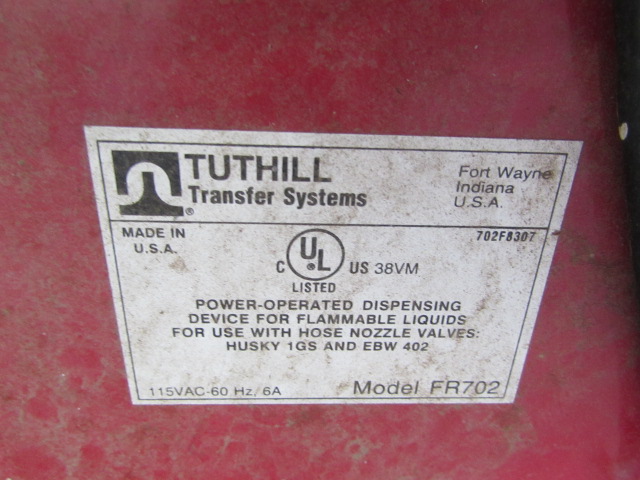 TUTHILL
Transfer Systems
®
Fort Wayne
Indiana
U.S.A.
MADE IN
U.S.A.
702F8307
C UL ® US 38VM
LISTED
POWER-OPERATED DISPENSING
DEVICE FOR FLAMMABLE LIQUIDS
FOR USE WITH HOSE NOZZLE VALVES:
HUSKY 1GS AND EBW 402
115VAC-60 Hz, 6A
Model FR702